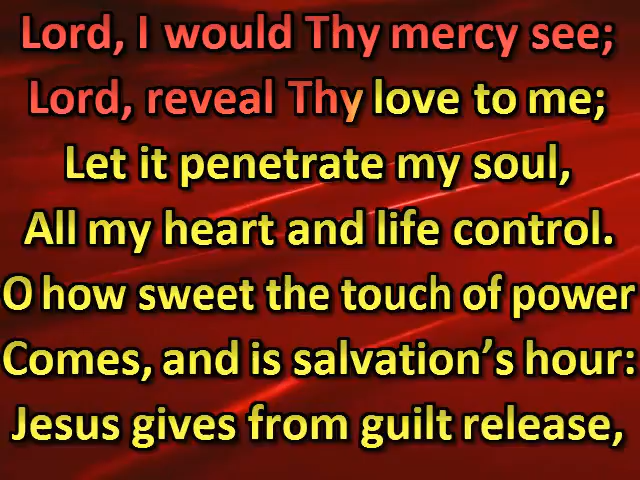 Lord, I would Thy mercy see;
Lord, reveal Thy love to me;
Let it penetrate my soul,
All my heart and life control.
O how sweet the touch of power
Comes, and is salvation’s hour:
Jesus gives from guilt release,